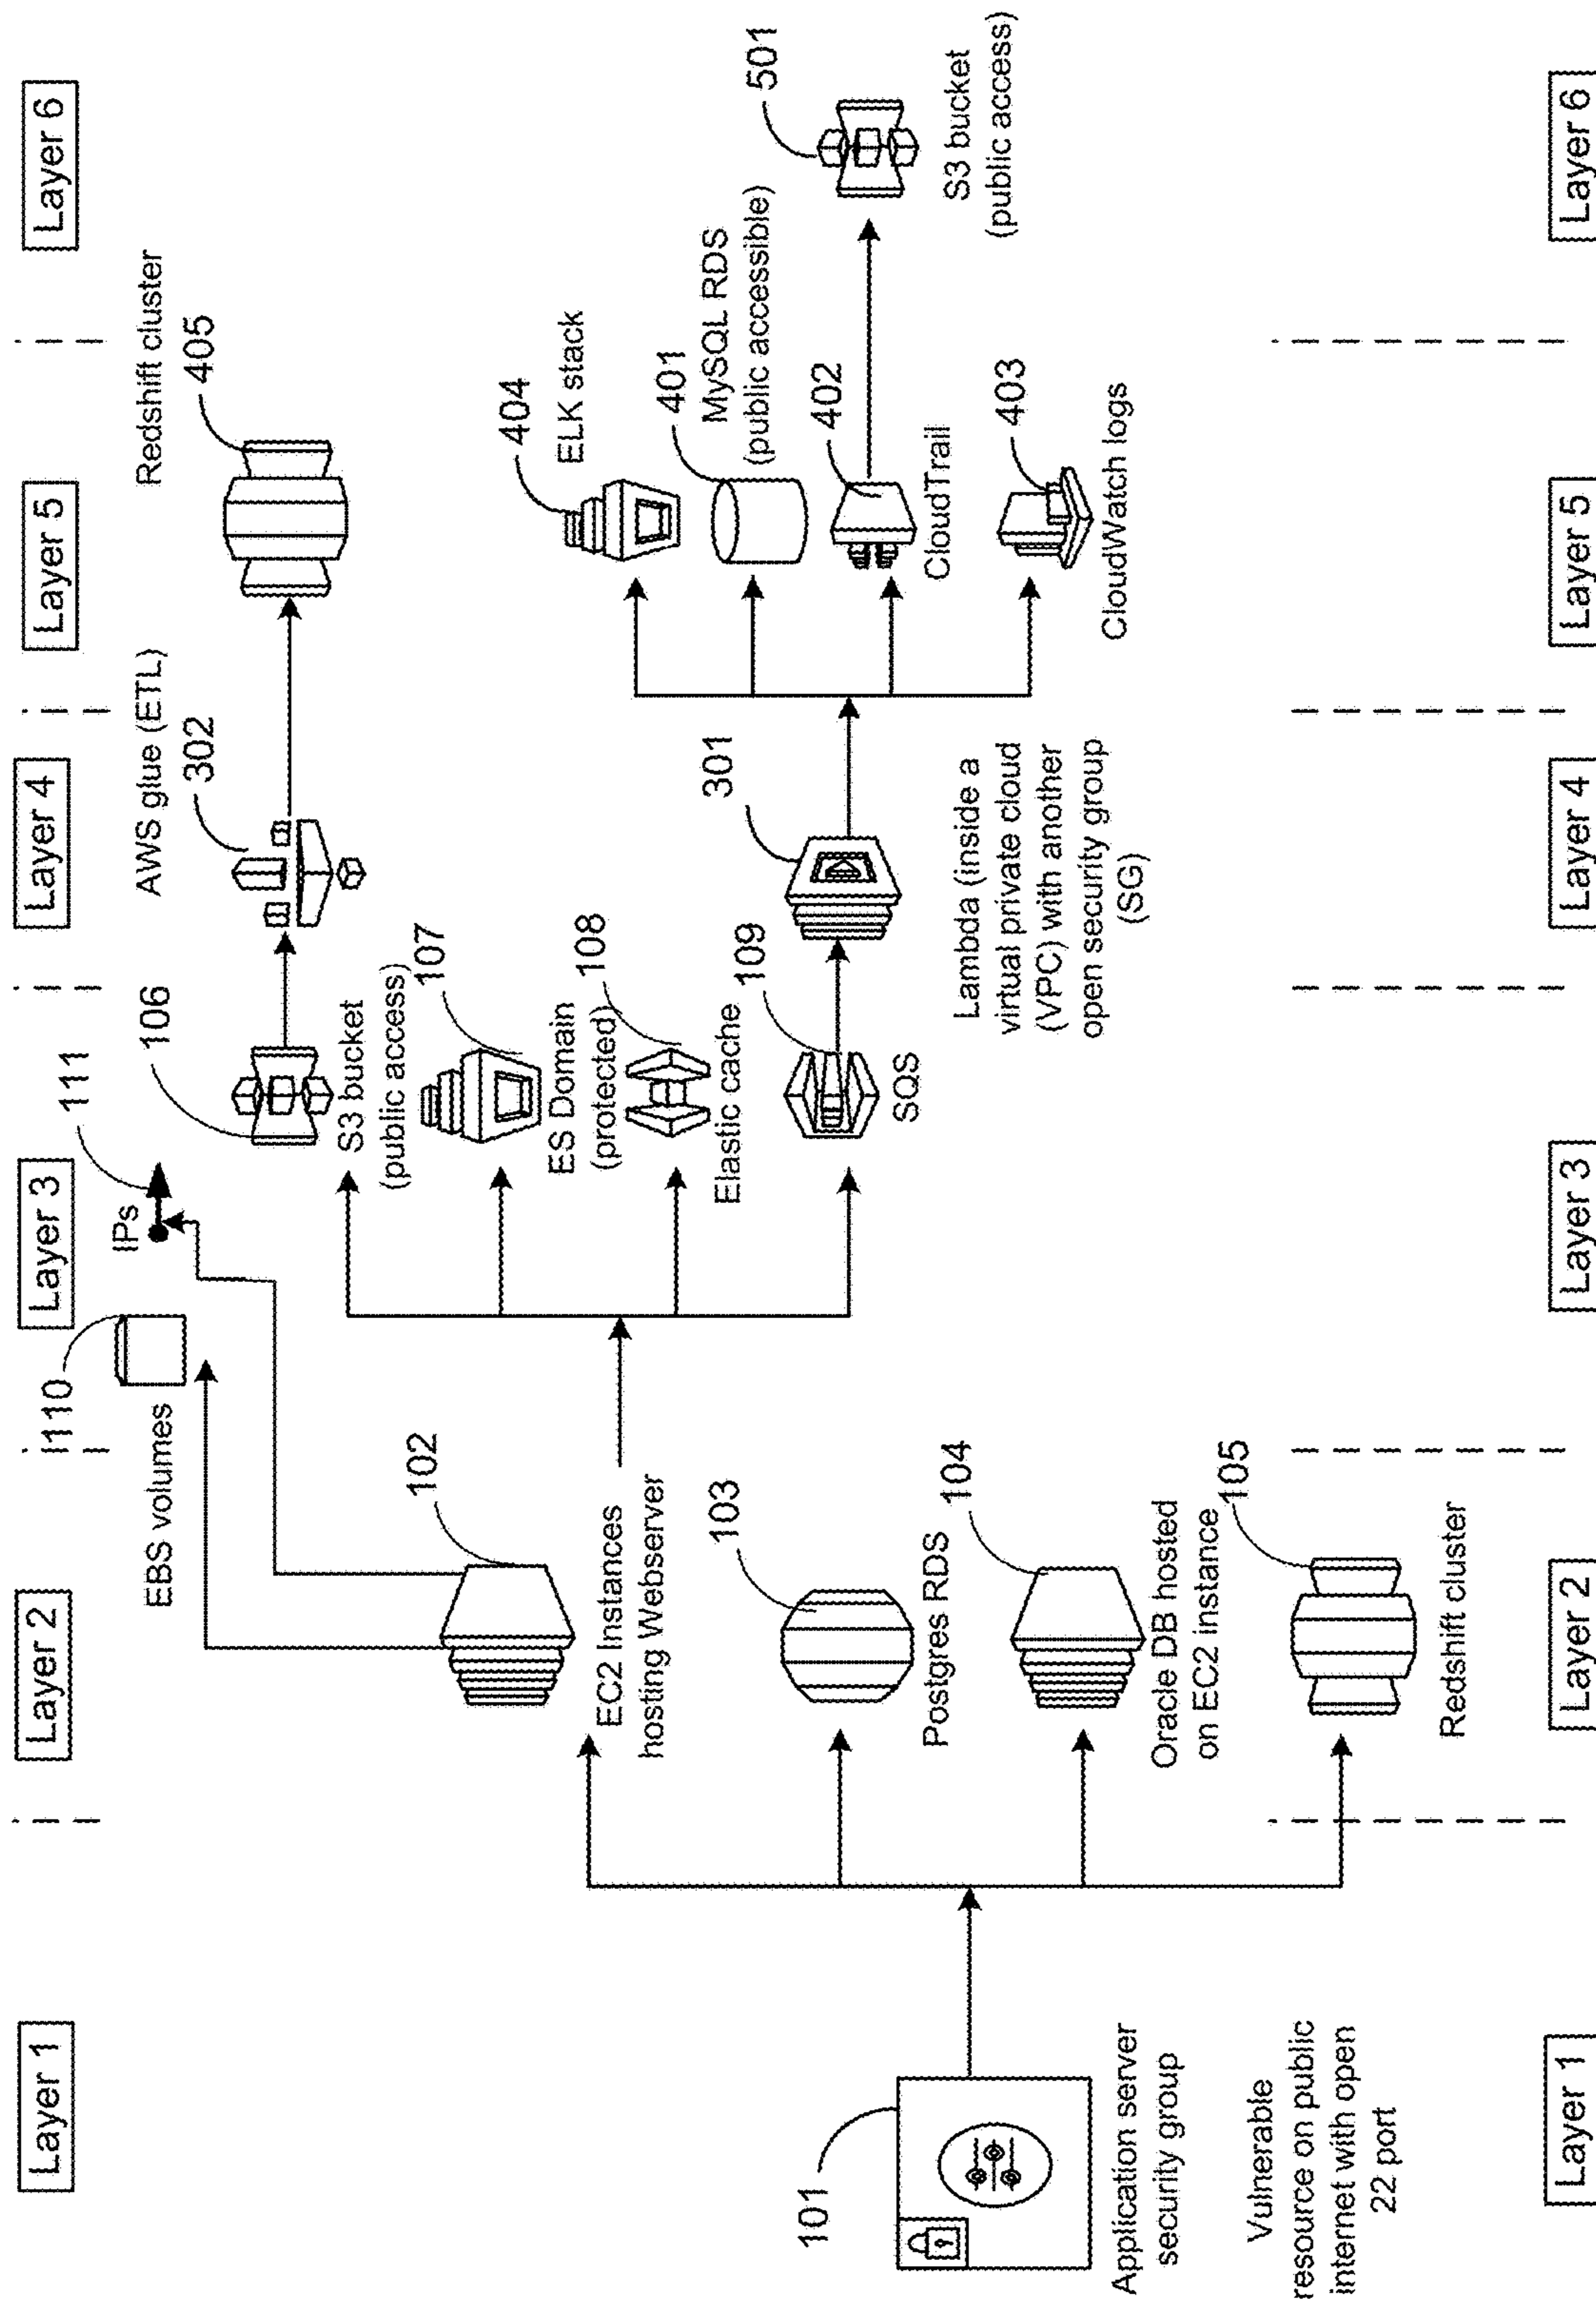 Layer 1
Layer 2
Layer 3
Layer 4
Layer 5
Layer 6
101
Application server
security group
Vulnerable
resource on public
internet with open
22 port
EBS volumes
110
IPs
111
102
EC2 Instances
hosting Webserver
103
Postgres RDS
104
Oracle DB hosted
on EC2 instance
105
Redshift cluster
106
S3 bucket
(public access)
107
ES Domain
(protected)
108
Elastic cache
109
SQS
AWS glue (ETL)
302
301
Lambda (inside a
virtual private cloud
(VPC) with another
open security group
(SG)
Redshift cluster
405
404
ELK stack
401
MySQL RDS
(public accessible)
402
CloudTrail
403
CloudWatch logs
501
S3 bucket
(public access)
Layer 1
Layer 2
Layer 3
Layer 4
Layer 5
Layer 6